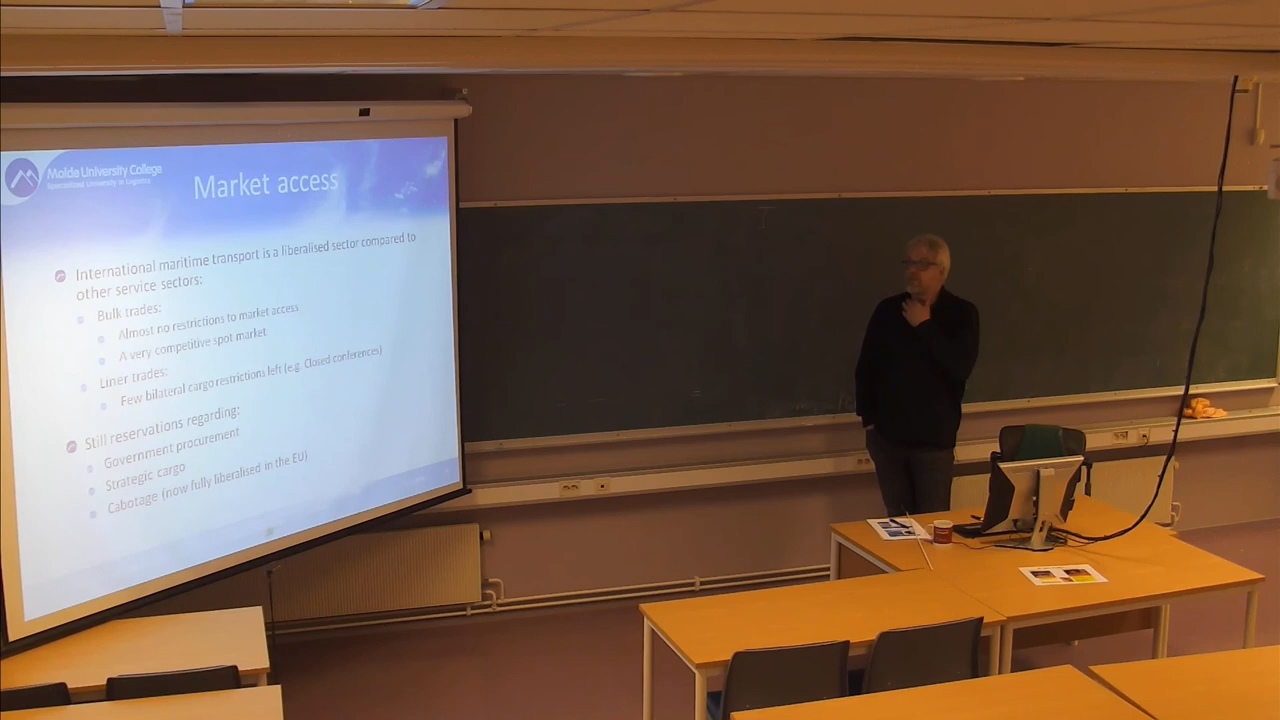 Molde University College
Specialized University in Logistics
Market access
International maritime transport is a liberalised sector compared to
other service sectors:
Bulk trades:
Almost no restrictions to market access
A very competitive spot market
Liner trades:
Few bilateral cargo restrictions left (e.g. Closed conferences)
Still reservations regarding:
Government procurement
Strategic cargo
Cabotage (now fully liberalised in the EU)